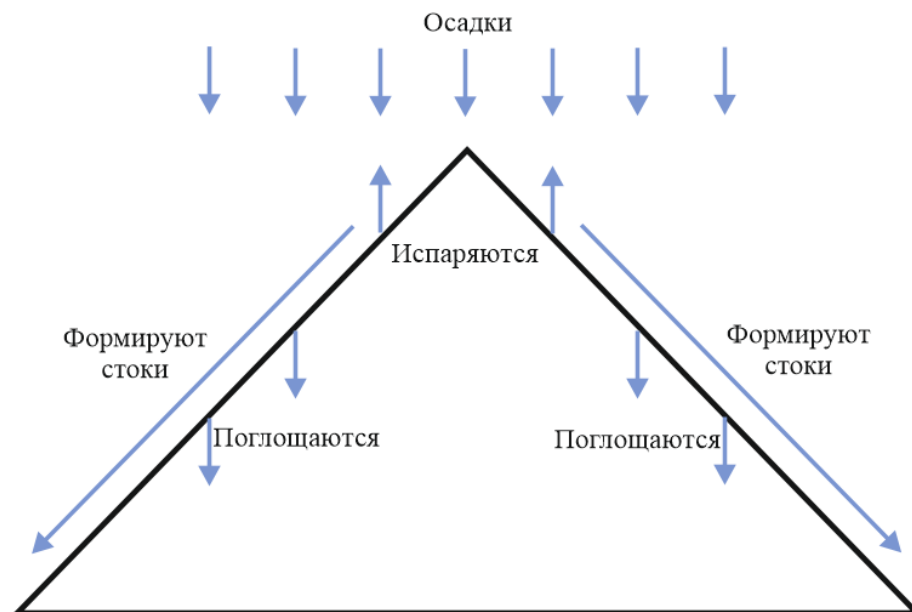 Осадки
Испаряются
Формируют
стоки
Формируют
стоки
Поглощаются
Поглощаются